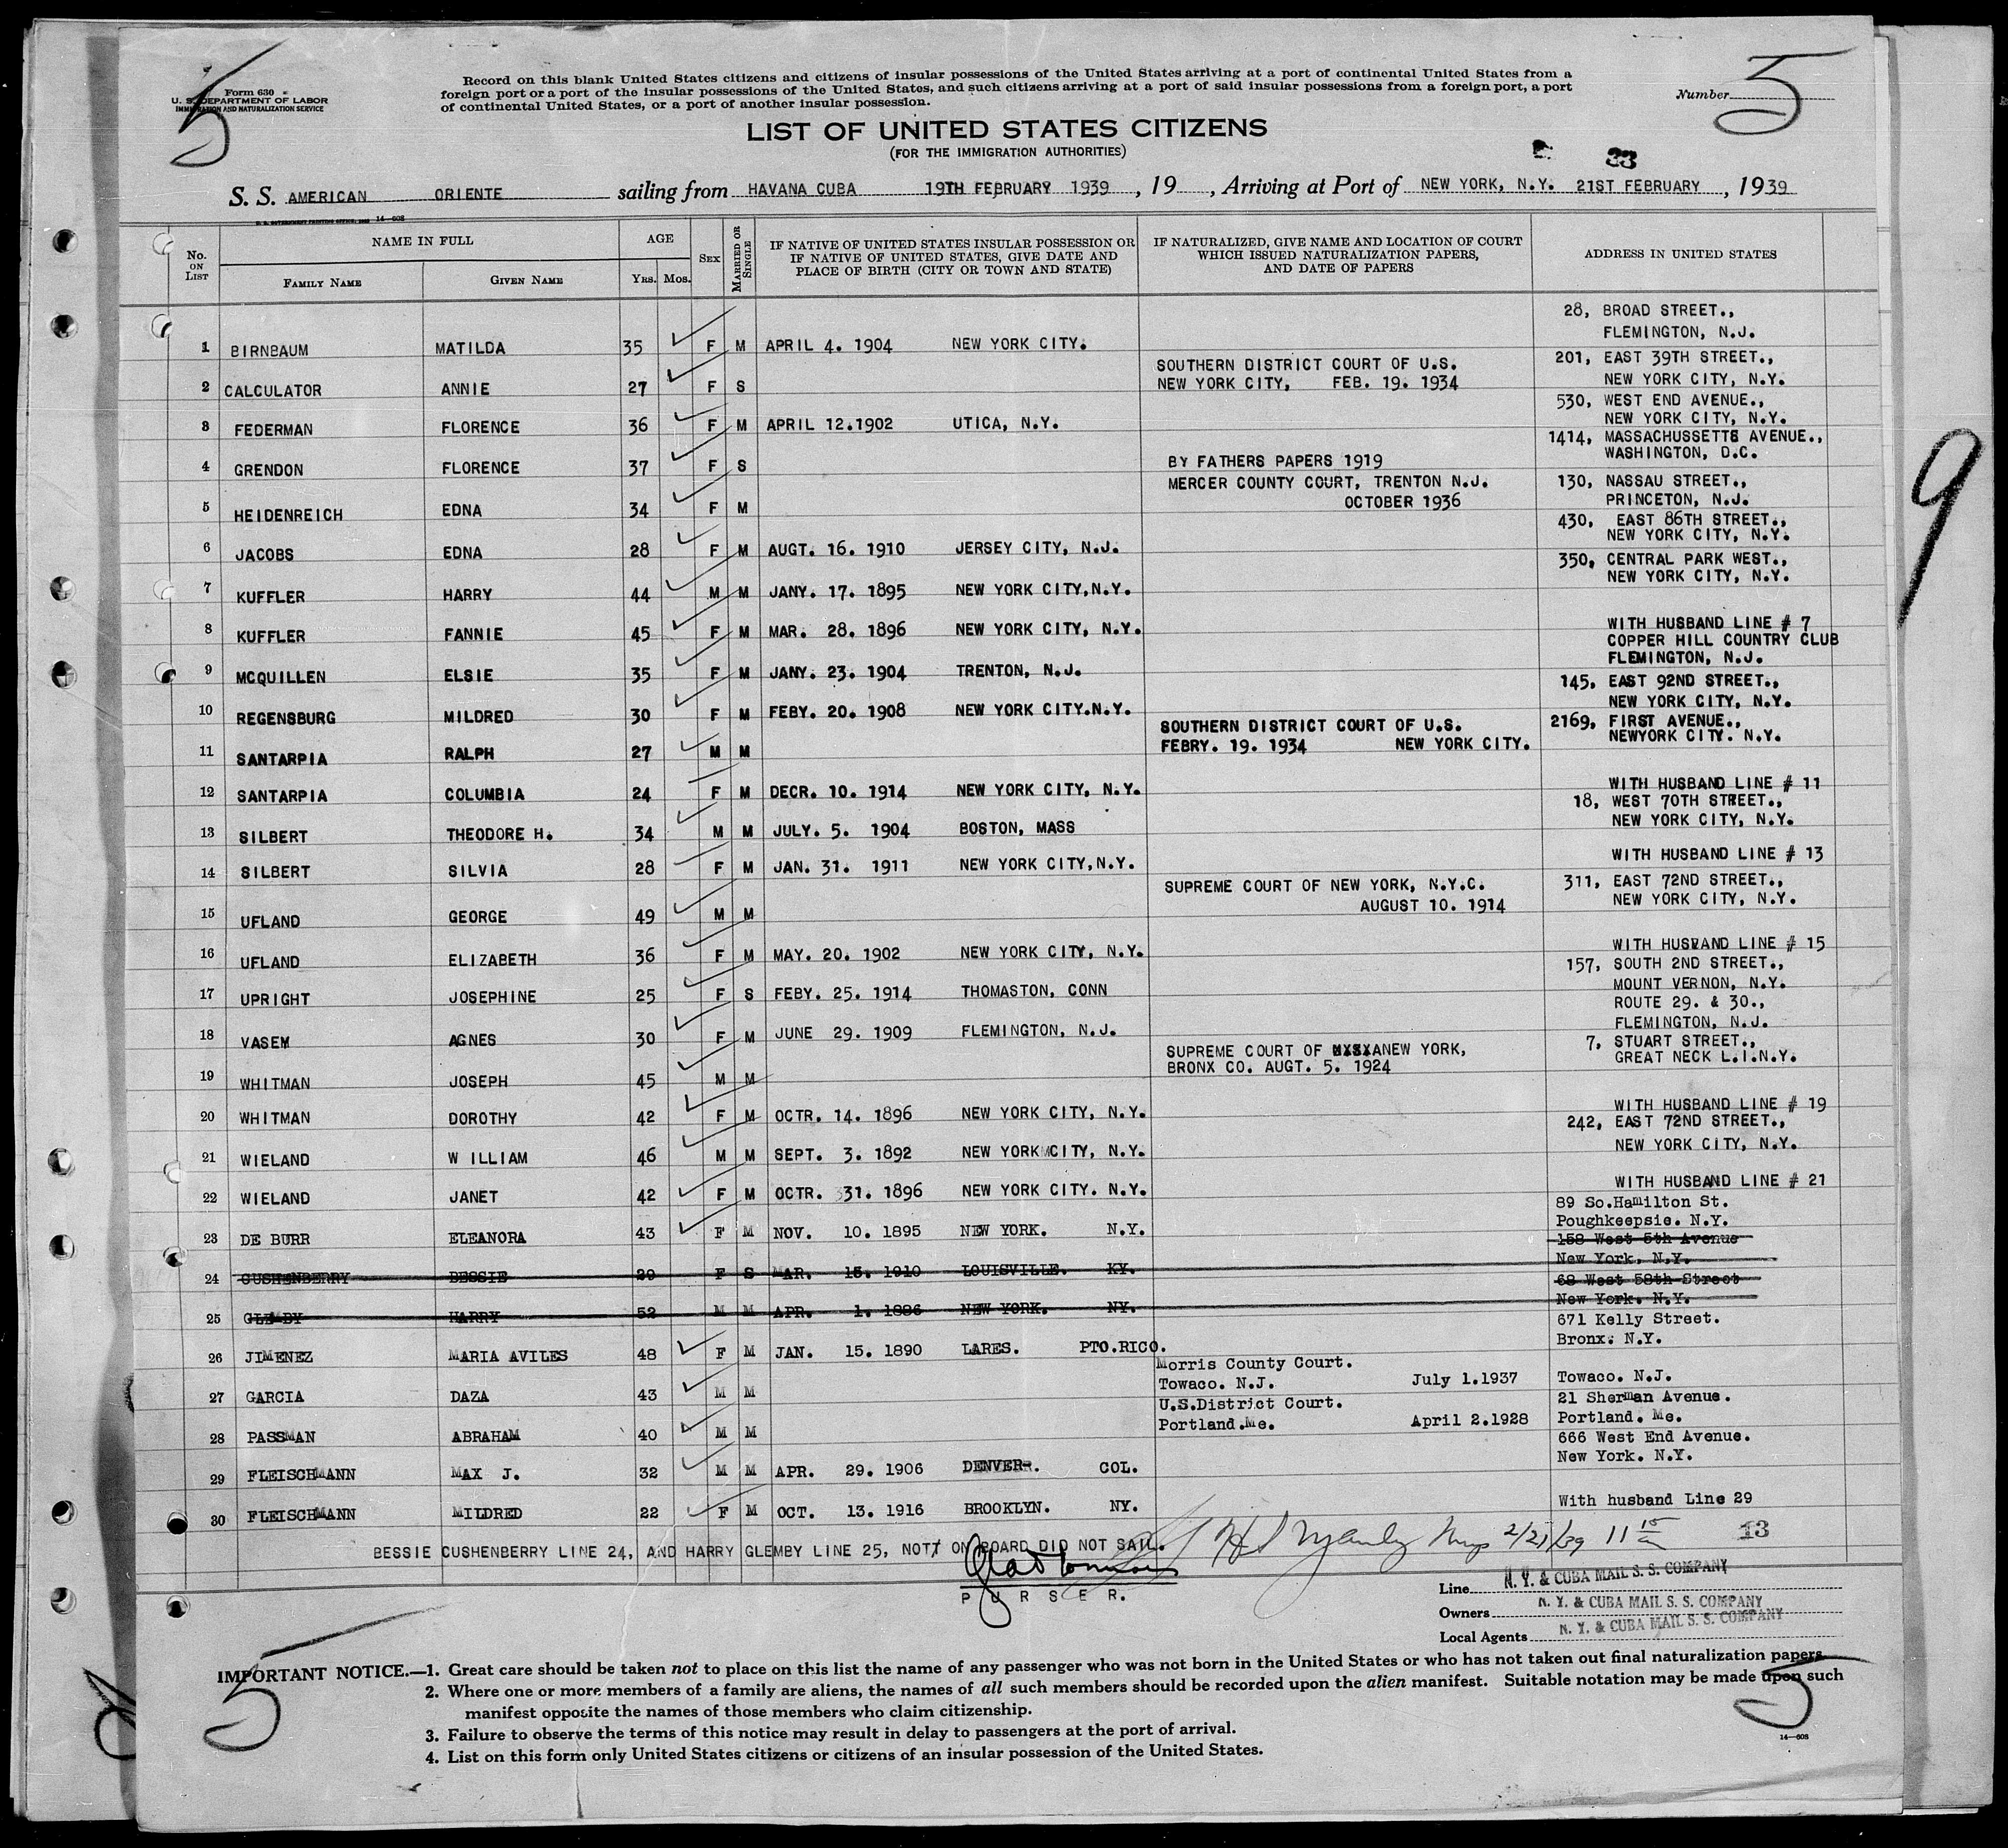 5
5
Form 630
U. S. DEPARTMENT OF LABOR
IMMIGRATION AND NATURALIZATION SERVICE
Record on this blank United States citizens and citizens of insular possessions of the United States arriving at a port of continental United States from a
foreign port or a port of the insular possessions of the United States, and such citizens arriving at a port of said insular possessions from a foreign port, a port
of continental United States, or a port of another insular possession.
Number
LIST OF UNITED STATES CITIZENS
(FOR THE IMMIGRATION AUTHORITIES)
33
S. S. AMERICAN ORIENTE sailing from HAVANA CUBA 19TH FEBRUARY 1939, 19 , Arriving at Port of NEW YORK, N.Y. 21ST FEBRUARY, 1939
14—608
No. ON LIST
NAME IN FULL
FAMILY NAME
GIVEN NAME
AGE
YRS. MOS.
SEX
MARRIED OR SINGLE
IF NATIVE OF UNITED STATES INSULAR POSSESSION OR
IF NATIVE OF UNITED STATES, GIVE DATE AND
PLACE OF BIRTH (CITY OR TOWN AND STATE)
IF NATURALIZED, GIVE NAME AND LOCATION OF COURT
WHICH ISSUED NATURALIZATION PAPERS,
AND DATE OF PAPERS
ADDRESS IN UNITED STATES
28, BROAD STREET.,
FLEMINGTON, N.J.
1 BIRNBAUM MATILDA 35 F M APRIL 4. 1904 NEW YORK CITY.
SOUTHERN DISTRICT COURT OF U.S. 201, EAST 39TH STREET.,
2 CALCULATOR ANNIE 27 F S NEW YORK CITY, FEB. 19. 1934 NEW YORK CITY, N.Y.
530, WEST END AVENUE.,
3 FEDERMAN FLORENCE 36 F M APRIL 12.1902 UTICA, N.Y. NEW YORK CITY, N.Y.
1414, MASSACHUSSETTS AVENUE.,
4 GRENDON FLORENCE 37 F S BY FATHERS PAPERS 1919 WASHINGTON, D.C.
MERCER COUNTY COURT, TRENTON N.J. 130, NASSAU STREET.,
5 HEIDENREICH EDNA 34 F M OCTOBER 1936 PRINCETON, N.J.
430, EAST 86TH STREET.,
6 JACOBS EDNA 28 F M AUGT. 16. 1910 JERSEY CITY, N.J. NEW YORK CITY, N.Y.
350, CENTRAL PARK WEST.,
7 KUFFLER HARRY 44 M M JANY. 17. 1895 NEW YORK CITY,N.Y. NEW YORK CITY, N.Y.
8 KUFFLER FANNIE 45 F M MAR. 28. 1896 NEW YORK CITY, N.Y. WITH HUSBAND LINE # 7
COPPER HILL COUNTRY CLUB
9 MCQUILLEN ELSIE 35 F M JANY. 23. 1904 TRENTON, N.J. FLEMINGTON, N.J.
145, EAST 92ND STREET.,
10 REGENSBURG MILDRED 30 F M FEBY. 20. 1908 NEW YORK CITY.N.Y. NEW YORK CITY, N.Y.
SOUTHERN DISTRICT COURT OF U.S. 2169, FIRST AVENUE.,
11 SANTARPIA RALPH 27 M M FEBRY. 19. 1934 NEW YORK CITY. NEWYORK CITY. N.Y.
12 SANTARPIA COLUMBIA 24 F M DECR. 10. 1914 NEW YORK CITY, N.Y. WITH HUSBAND LINE # 11
18, WEST 70TH STREET.,
13 SILBERT THEODORE H. 34 M M JULY. 5. 1904 BOSTON, MASS NEW YORK CITY, N.Y.
14 SILBERT SILVIA 28 F M JAN. 31. 1911 NEW YORK CITY,N.Y. WITH HUSBAND LINE # 13
SUPREME COURT OF NEW YORK, N.Y.C. 311, EAST 72ND STREET.,
15 UFLAND GEORGE 49 M M AUGUST 10. 1914 NEW YORK CITY, N.Y.
16 UFLAND ELIZABETH 36 F M MAY. 20. 1902 NEW YORK CITY, N.Y. WITH HUSBAND LINE # 15
157, SOUTH 2ND STREET.,
17 UPRIGHT JOSEPHINE 25 F S FEBY. 25. 1914 THOMASTON, CONN MOUNT VERNON, N.Y.
ROUTE 29. & 30.,
18 VASEM AGNES 30 F M JUNE 29. 1909 FLEMINGTON, N.J. FLEMINGTON, N.J.
SUPREME COURT OF NEW YORK, 7, STUART STREET.,
19 WHITMAN JOSEPH 45 M M BRONX CO. AUGT. 5. 1924 GREAT NECK L.I.N.Y.
20 WHITMAN DOROTHY 42 F M OCTR. 14. 1896 NEW YORK CITY, N.Y. WITH HUSBAND LINE # 19
242, EAST 72ND STREET.,
21 WIELAND W ILLIAM 46 M M SEPT. 3. 1892 NEW YORK CITY, N.Y. NEW YORK CITY, N.Y.
22 WIELAND JANET 42 F M OCTR. 31. 1896 NEW YORK CITY. N.Y. WITH HUSBAND LINE # 21
89 So.Hamilton St.
23 DE BURR ELEANORA 43 F M NOV. 10. 1895 NEW YORK. N.Y. Poughkeepsie. N.Y.
158 West 5th Avenue
24 CUSHENBERRY BESSIE 29 F S MAR. 15. 1910 LOUISVILLE. KY. New York. N.Y.
68 West 58th Street
25 GLEMBY HARRY 52 M M APR. 1. 1886 NEW YORK. NY. New York. N.Y.
671 Kelly Street.
26 JIMENEZ MARIA AVILES 48 F M JAN. 15. 1890 LARES. PTO.RICO. Bronx. N.Y.
Morris County Court.
27 GARCIA DAZA 43 M M Towaco. N.J. July 1.1937 Towaco. N.J.
U.S.District Court. 21 Sherman Avenue.
28 PASSMAN ABRAHAM 40 M M Portland.Me. April 2.1928 Portland. Me.
666 West End Avenue.
29 FLEISCHMANN MAX J. 32 M M APR. 29. 1906 DENVER. COL. New York. N.Y.
30 FLEISCHMANN MILDRED 22 F M OCT. 13. 1916 BROOKLYN. NY. With husband Line 29
BESSIE CUSHENBERRY LINE 24, AND HARRY GLEMBY LINE 25, NOT ON BOARD DID NOT SAIL.
2/21/39 11 15
13
PURSER.
Line N. Y. & CUBA MAIL S. S. COMPANY
Owners N. Y. & CUBA MAIL S. S. COMPANY
Local Agents N. Y. & CUBA MAIL S. S. COMPANY
IMPORTANT NOTICE.—1. Great care should be taken not to place on this list the name of any passenger who was not born in the United States or who has not taken out final naturalization papers.
2. Where one or more members of a family are aliens, the names of all such members should be recorded upon the alien manifest. Suitable notation may be made upon such
manifest opposite the names of those members who claim citizenship.
3. Failure to observe the terms of this notice may result in delay to passengers at the port of arrival.
4. List on this form only United States citizens or citizens of an insular possession of the United States.
14—608
5
5
9